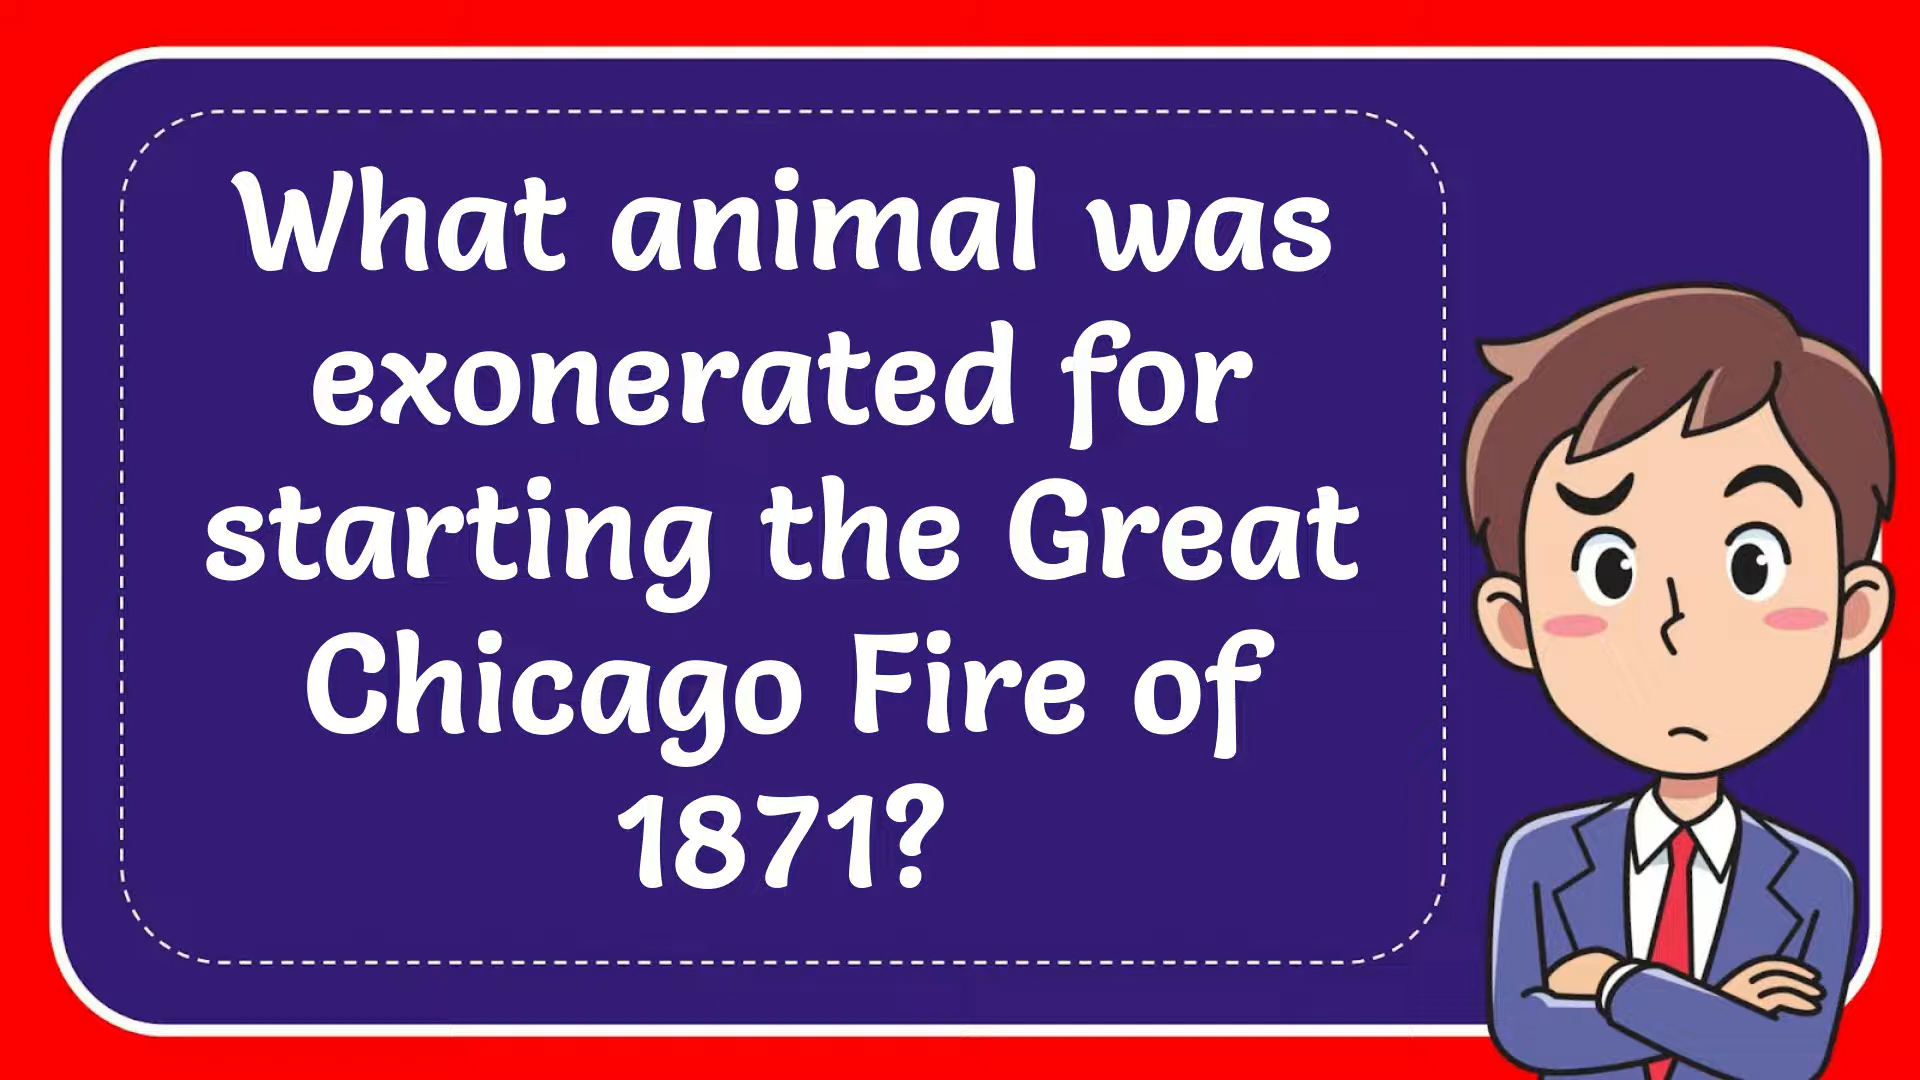 What animal was
exonerated for
starting the Great
Chicago Fire of
1871?